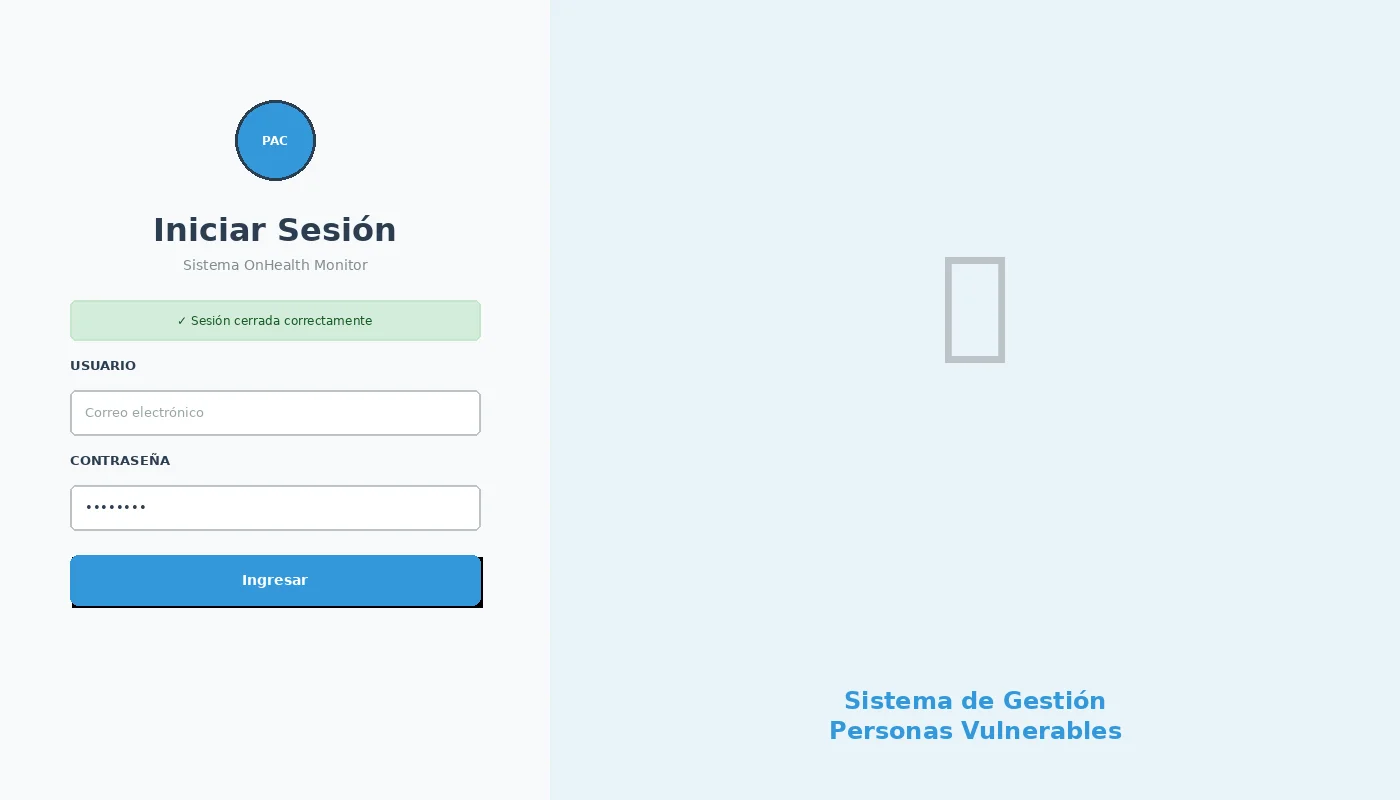 PAC
Iniciar Sesión
Sistema OnHealth Monitor
✓ Sesión cerrada correctamente
USUARIO
Correo electrónico
CONTRASEÑA
••••••••
Ingresar
Sistema de Gestión
Personas Vulnerables